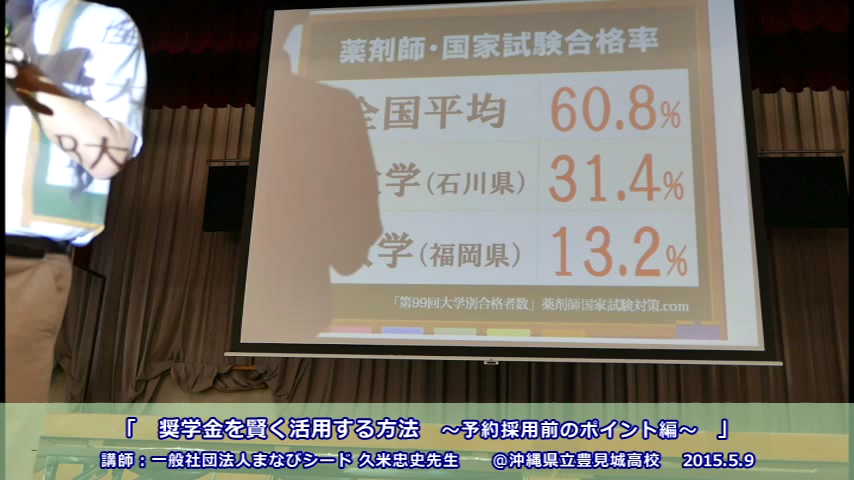 薬剤師・国家試験合格率
全国平均 60.8%
学(石川県) 31.4%
学(福岡県) 13.2%
「第99回大学別合格者数」薬剤師国家試験対策.com
「 奨学金を賢く活用する方法 ～予約採用前のポイント編～ 」
講師：一般社団法人まなびシード 久米忠史先生 @沖縄県立豊見城高校 2015.5.9